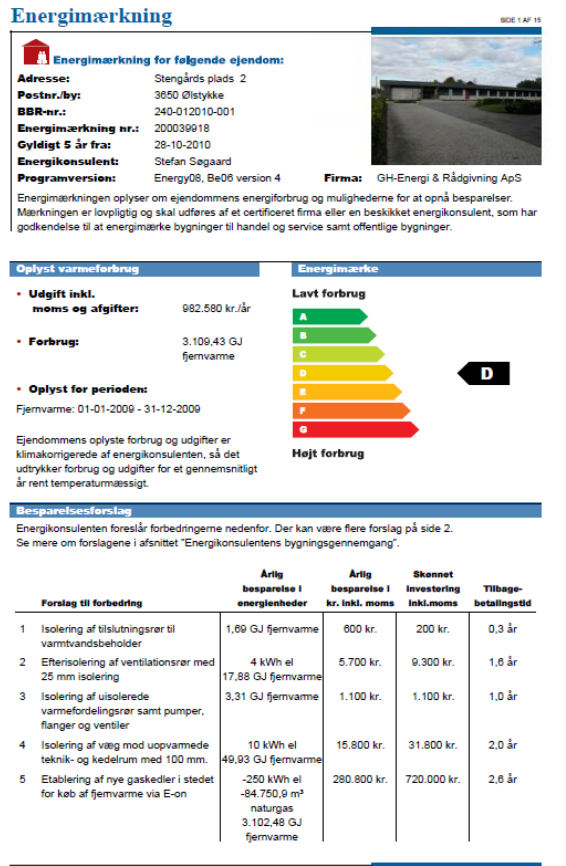 Energimærkning
SIDE 1 AF 15
Energimærkning for følgende ejendom:
Adresse: Stengårds plads 2
Postnr./by: 3650 Ølstykke
BBR-nr.: 240-012010-001
Energimærkning nr.: 200039918
Gyldigt 5 år fra: 28-10-2010
Energikonsulent: Stefan Søgaard
Programversion: Energy08, Be06 version 4 Firma: GH-Energi & Rådgivning ApS
Energimærkningen oplyser om ejendommens energiforbrug og mulighederne for at opnå besparelser.
Mærkningen er lovpligtig og skal udføres af et certificeret firma eller en beskikket energikonsulent, som har
godkendelse til at energimærke bygninger til handel og service samt offentlige bygninger.
Oplyst varmeforbrug
• Udgift inkl.
moms og afgifter: 982.580 kr./år
• Forbrug: 3.109,43 GJ
fjernvarme
• Oplyst for perioden:
Fjernvarme: 01-01-2009 - 31-12-2009
Ejendommens oplyste forbrug og udgifter er
klimakorrigerede af energikonsulenten, så det
udtrykker forbrug og udgifter for et gennemsnitligt
år rent temperaturmæssigt.
Energimærke
Lavt forbrug
A
B
C
D
E
F
G
D
Højt forbrug
Besparelsesforslag
Energikonsulenten foreslår forbedringerne nedenfor. Der kan være flere forslag på side 2.
Se mere om forslagene i afsnittet "Energikonsulentens bygningsgennemgang".
Årlig Årlig Skønnet
besparelse i besparelse i investering Tilbage-
Forslag til forbedring energienheder kr. inkl. moms inkl.moms betalingstid
1 Isolering af tilslutningsrør til 1,69 GJ fjernvarme 600 kr. 200 kr. 0,3 år
varmtvandsbeholder
2 Efterisolering af ventilationsrør med 4 kWh el 5.700 kr. 9.300 kr. 1,6 år
25 mm isolering 17,88 GJ fjernvarme
3 Isolering af uisolerede 3,31 GJ fjernvarme 1.100 kr. 1.100 kr. 1,0 år
varmefordelingsrør samt pumper,
flanger og ventiler
4 Isolering af væg mod uopvarmede 10 kWh el 15.800 kr. 31.800 kr. 2,0 år
teknik- og kedelrum med 100 mm. 49,93 GJ fjernvarme
5 Etablering af nye gaskedler i stedet -250 kWh el 280.800 kr. 720.000 kr. 2,6 år
for køb af fjernvarme via E-on -84.750,9 m³
naturgas
3.102,48 GJ
fjernvarme